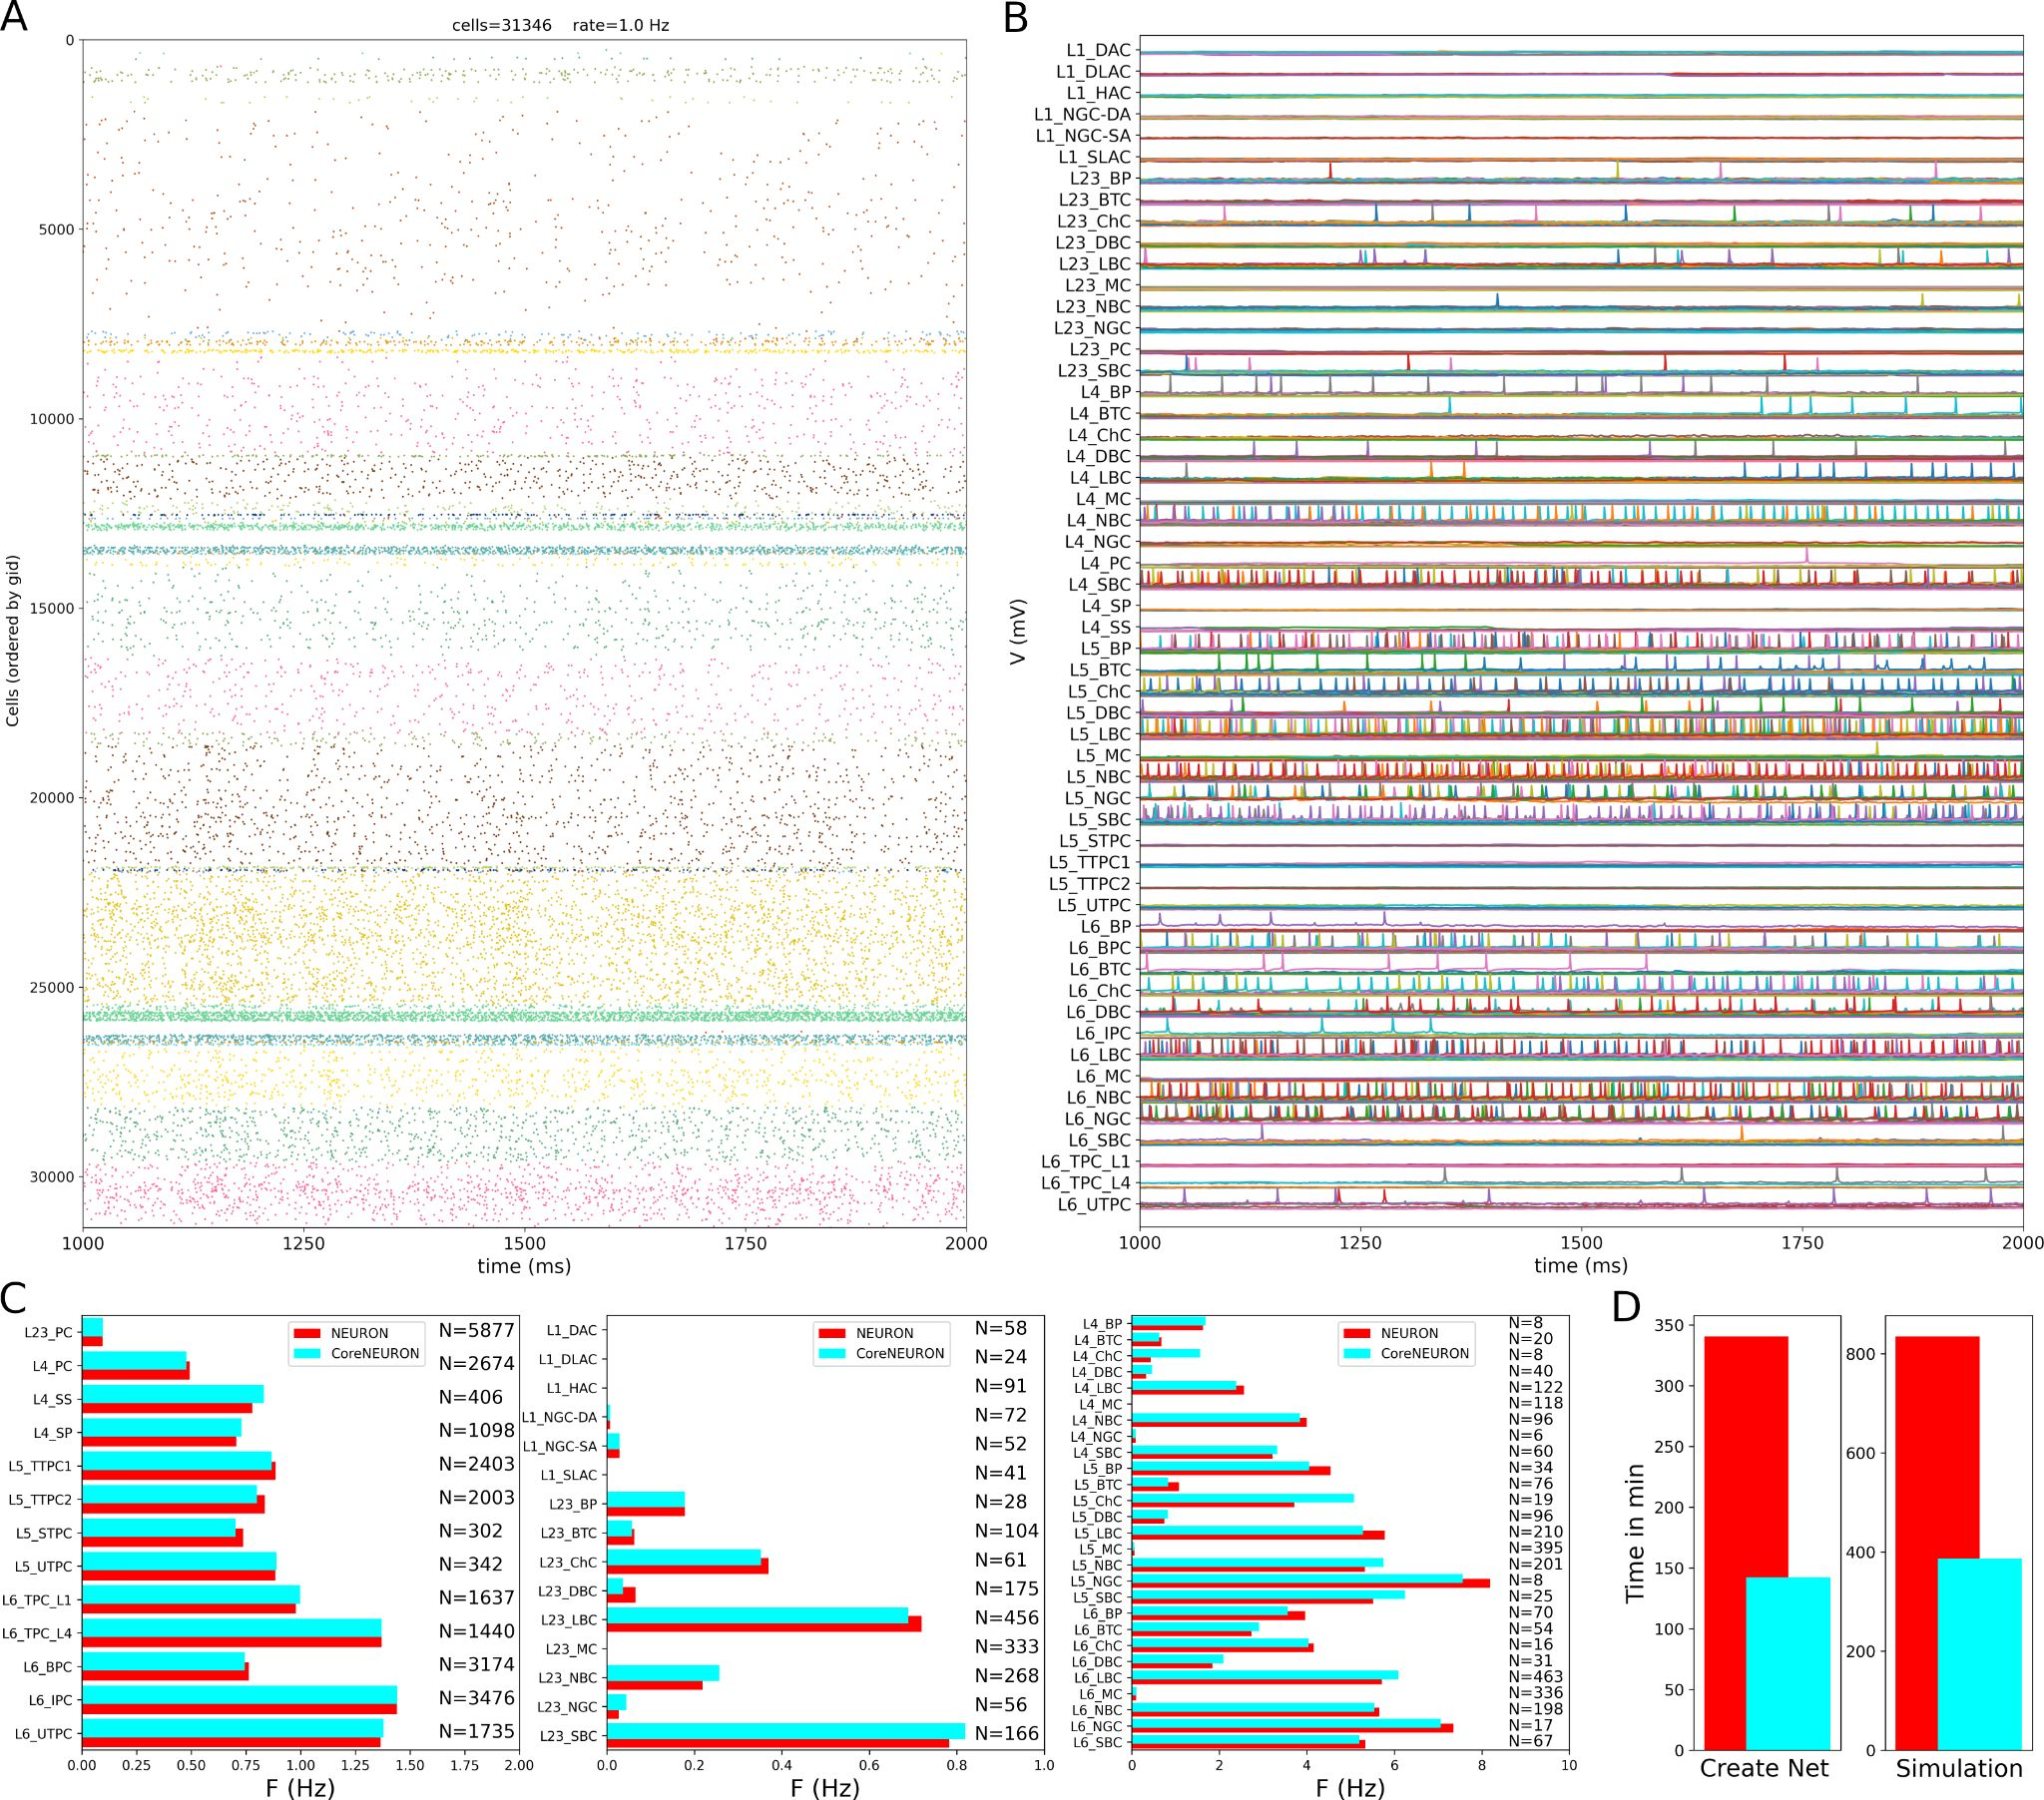 A
cells=31346 rate=1.0 Hz
0
5000
10000
15000
20000
25000
30000
Cells (ordered by gid)
1000
1250
1500
1750
2000
time (ms)
B
L1_DAC
L1_DLAC
L1_HAC
L1_NGC-DA
L1_NGC-SA
L1_SLAC
L23_BP
L23_BTC
L23_ChC
L23_DBC
L23_LBC
L23_MC
L23_NBC
L23_NGC
L23_PC
L23_SBC
L4_BP
L4_BTC
L4_ChC
L4_DBC
L4_LBC
L4_MC
L4_NBC
L4_NGC
L4_PC
L4_SBC
L4_SP
L4_SS
L5_BP
L5_BTC
L5_ChC
L5_DBC
L5_LBC
L5_MC
L5_NBC
L5_NGC
L5_SBC
L5_STPC
L5_TTPC1
L5_TTPC2
L5_UTPC
L6_BP
L6_BPC
L6_BTC
L6_ChC
L6_DBC
L6_IPC
L6_LBC
L6_MC
L6_NBC
L6_NGC
L6_SBC
L6_TPC_L1
L6_TPC_L4
L6_UTPC
V (mV)
1000
1250
1500
1750
2000
time (ms)
C
NEURON
CoreNEURON
L23_PC N=5877
L4_PC N=2674
L4_SS N=406
L4_SP N=1098
L5_TTPC1 N=2403
L5_TTPC2 N=2003
L5_STPC N=302
L5_UTPC N=342
L6_TPC_L1 N=1637
L6_TPC_L4 N=1440
L6_BPC N=3174
L6_IPC N=3476
L6_UTPC N=1735
0.00 0.25 0.50 0.75 1.00 1.25 1.50 1.75 2.00
F (Hz)
NEURON
CoreNEURON
L1_DAC N=58
L1_DLAC N=24
L1_HAC N=91
L1_NGC-DA N=72
L1_NGC-SA N=52
L1_SLAC N=41
L23_BP N=28
L23_BTC N=104
L23_ChC N=61
L23_DBC N=175
L23_LBC N=456
L23_MC N=333
L23_NBC N=268
L23_NGC N=56
L23_SBC N=166
0.0 0.2 0.4 0.6 0.8 1.0
F (Hz)
NEURON
CoreNEURON
L4_BP N=8
L4_BTC N=20
L4_ChC N=8
L4_DBC N=40
L4_LBC N=122
L4_MC N=118
L4_NBC N=96
L4_NGC N=6
L4_SBC N=60
L5_BP N=34
L5_BTC N=76
L5_ChC N=19
L5_DBC N=96
L5_LBC N=210
L5_MC N=395
L5_NBC N=201
L5_NGC N=8
L5_SBC N=25
L6_BP N=70
L6_BTC N=54
L6_ChC N=16
L6_DBC N=31
L6_LBC N=463
L6_MC N=336
L6_NBC N=198
L6_NGC N=17
L6_SBC N=67
0 2 4 6 8 10
F (Hz)
D
Time in min
350
300
250
200
150
100
50
0
Create Net
800
600
400
200
0
Simulation